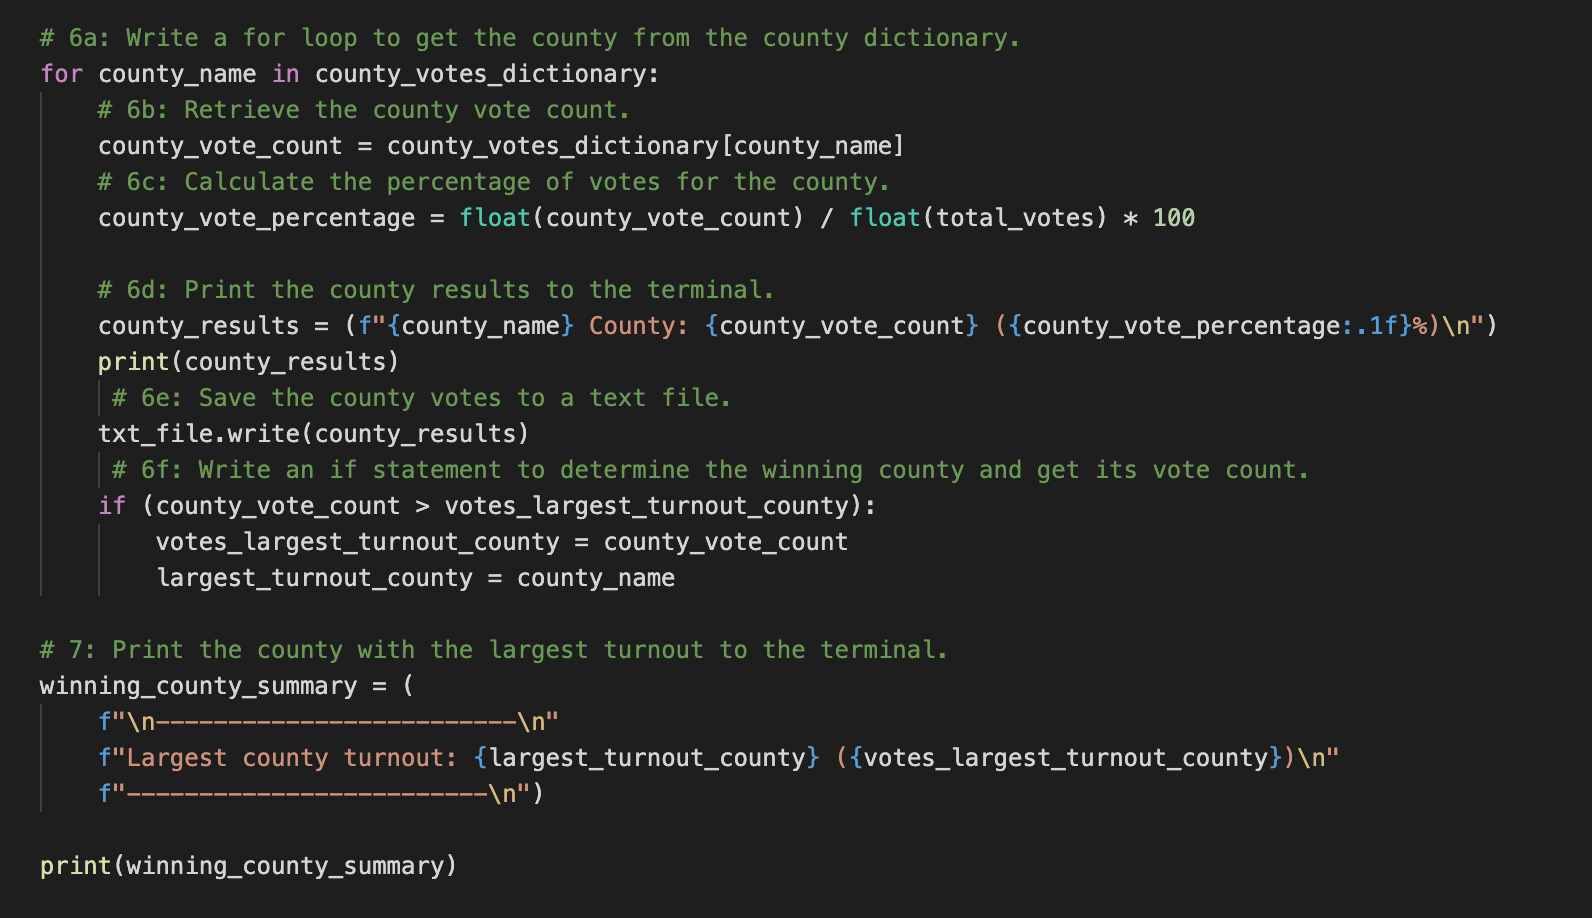 # 6a: Write a for loop to get the county from the county dictionary.
for county_name in county_votes_dictionary:
    # 6b: Retrieve the county vote count.
    county_vote_count = county_votes_dictionary[county_name]
    # 6c: Calculate the percentage of votes for the county.
    county_vote_percentage = float(county_vote_count) / float(total_votes) * 100

    # 6d: Print the county results to the terminal.
    county_results = (f"{county_name} County: {county_vote_count} ({county_vote_percentage:.1f}%)\n")
    print(county_results)
     # 6e: Save the county votes to a text file.
    txt_file.write(county_results)
     # 6f: Write an if statement to determine the winning county and get its vote count.
    if (county_vote_count > votes_largest_turnout_county):
        votes_largest_turnout_county = county_vote_count
        largest_turnout_county = county_name

# 7: Print the county with the largest turnout to the terminal.
winning_county_summary = (
    f"\n-------------------------\n"
    f"Largest county turnout: {largest_turnout_county} ({votes_largest_turnout_county})\n"
    f"-------------------------\n")

print(winning_county_summary)